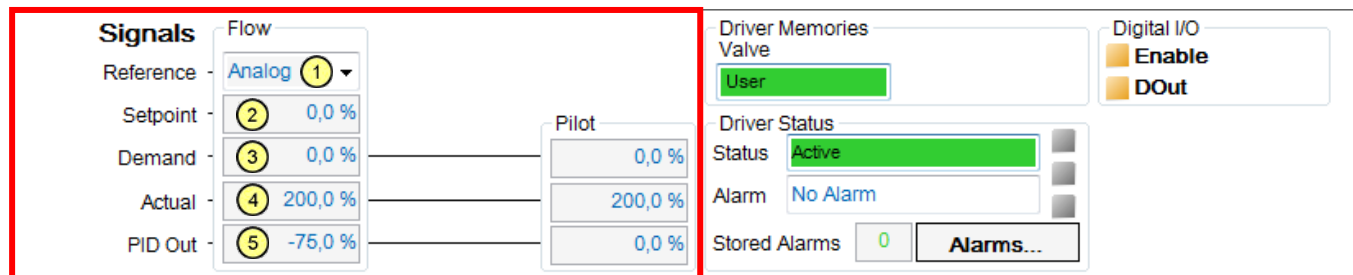 Signals
Flow
Reference
Analog 1
Setpoint
2 0,0 %
Demand
3 0,0 %
Actual
4 200,0 %
PID Out
5 -75,0 %
Pilot
0,0 %
200,0 %
0,0 %
Driver Memories
Valve
User
Driver Status
Status Active
Alarm No Alarm
Stored Alarms 0 Alarms...
Digital I/O
Enable
DOut